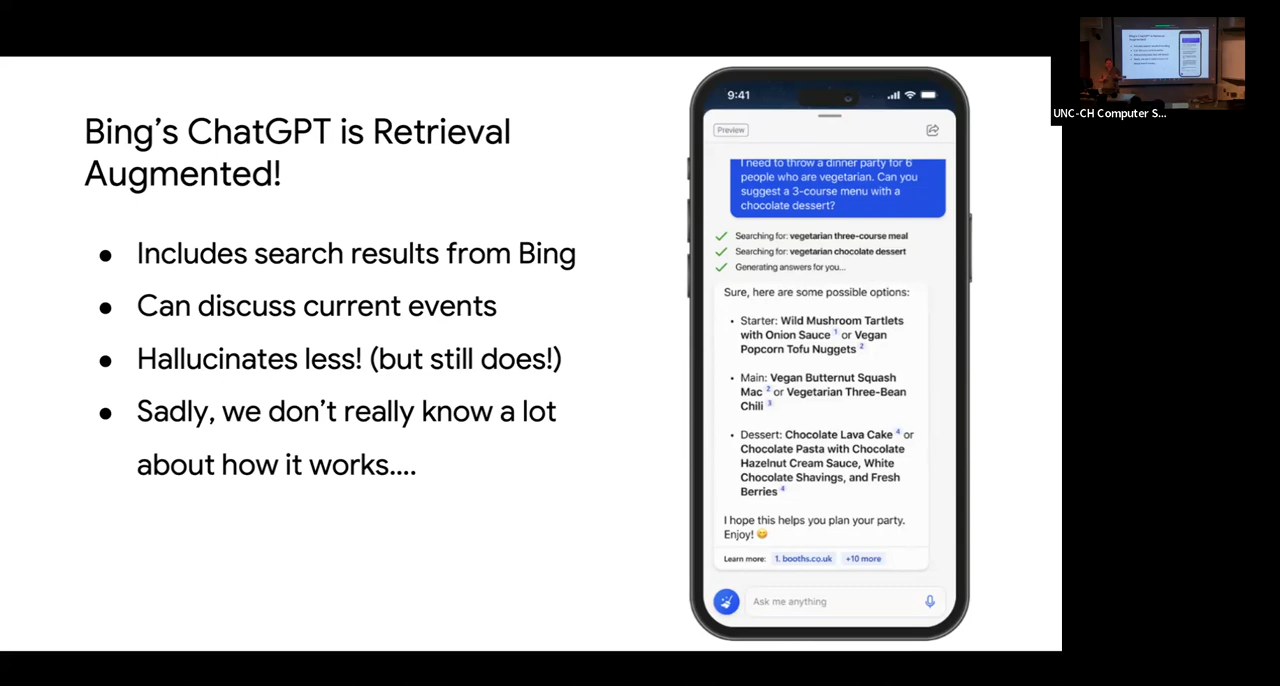 Bing’s ChatGPT is Retrieval
Augmented!
● Includes search results from Bing
● Can discuss current events
● Hallucinates less! (but still does!)
● Sadly, we don’t really know a lot
about how it works....
9:41
Preview
I need to throw a dinner party for 6
people who are vegetarian. Can you
suggest a 3-course menu with a
chocolate dessert?
Searching for: vegetarian three-course meal
Searching for: vegetarian chocolate dessert
Generating answers for you...
Sure, here are some possible options:
• Starter: Wild Mushroom Tartlets
with Onion Sauce 1 or Vegan
Popcorn Tofu Nuggets 2
• Main: Vegan Butternut Squash
Mac 2 or Vegetarian Three-Bean
Chili 3
• Dessert: Chocolate Lava Cake 4 or
Chocolate Pasta with Chocolate
Hazelnut Cream Sauce, White
Chocolate Shavings, and Fresh
Berries 4
I hope this helps you plan your party.
Enjoy! 😋
Learn more: 1. booths.co.uk +10 more
Ask me anything
UNC-CH Computer S...